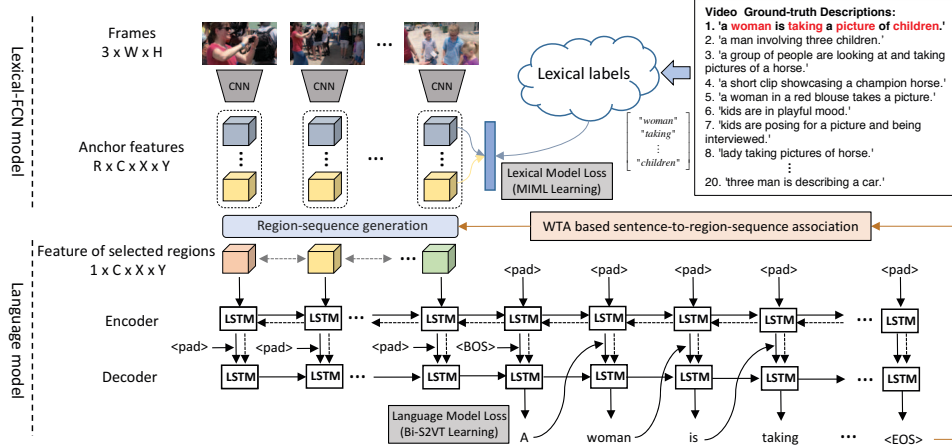 Lexical-FCN model
Frames
3 x W x H
...
CNN
CNN
CNN
Anchor features
R x C x X x Y
...
Lexical labels
"woman"
"taking"
⋮
"children"
Lexical Model Loss
(MIML Learning)
Video Ground-truth Descriptions:
1. 'a woman is taking a picture of children.'
2. 'a man involving three children.'
3. 'a group of people are looking at and taking
pictures of a horse.'
4. 'a short clip showcasing a champion horse.'
5. 'a woman in a red blouse takes a picture.'
6. 'kids are in playful mood.'
7. 'kids are posing for a picture and being
interviewed.'
8. 'lady taking pictures of horse.'
⋮
20. 'three man is describing a car.'
Region-sequence generation
WTA based sentence-to-region-sequence association
Language model
Feature of selected regions
1 x C x X x Y
...
<pad>
<pad>
<pad>
<pad>
<pad>
Encoder
LSTM
LSTM
...
LSTM
LSTM
LSTM
LSTM
LSTM
...
LSTM
<pad>
<pad>
<pad>
<BOS>
Decoder
LSTM
LSTM
...
LSTM
LSTM
LSTM
LSTM
LSTM
...
LSTM
Language Model Loss
(Bi-S2VT Learning)
A
woman
is
taking
...
<EOS>